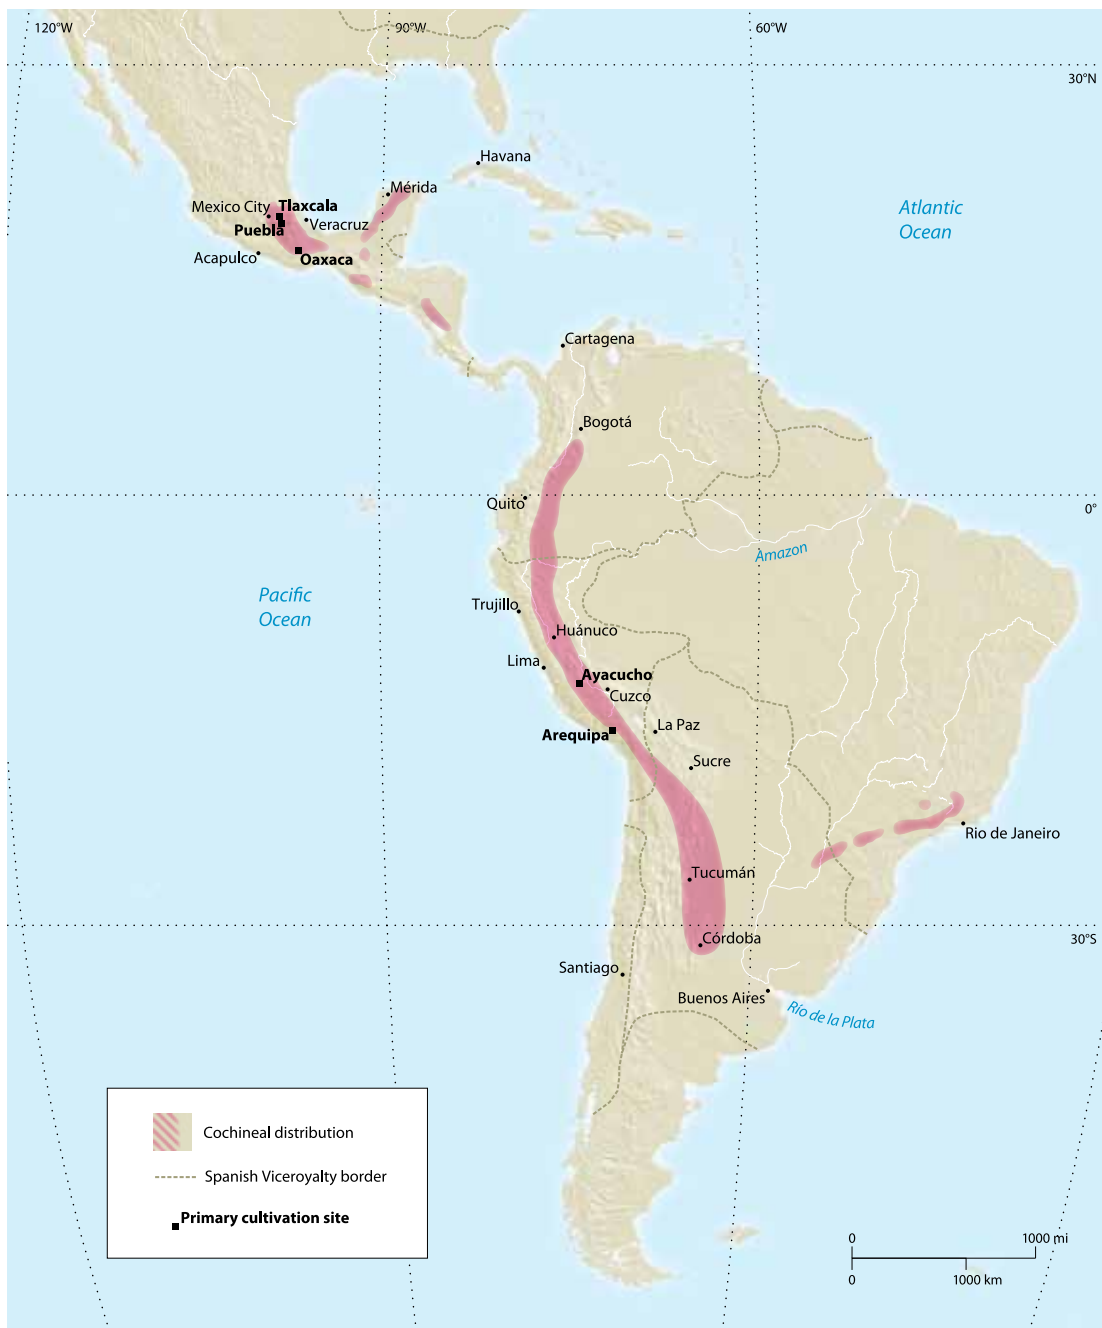 120°W
90°W
60°W
30°N
Havana
Mérida
Mexico City
Tlaxcala
Veracruz
Puebla
Acapulco
Oaxaca
Atlantic
Ocean
Cartagena
Bogotá
Quito
0°
Amazon
Pacific
Ocean
Trujillo
Huánuco
Lima
Ayacucho
Cuzco
Arequipa
La Paz
Sucre
Rio de Janeiro
Tucumán
Córdoba
30°S
Santiago
Buenos Aires
Río de la Plata
Cochineal distribution
Spanish Viceroyalty border
Primary cultivation site
0
1000 mi
0
1000 km